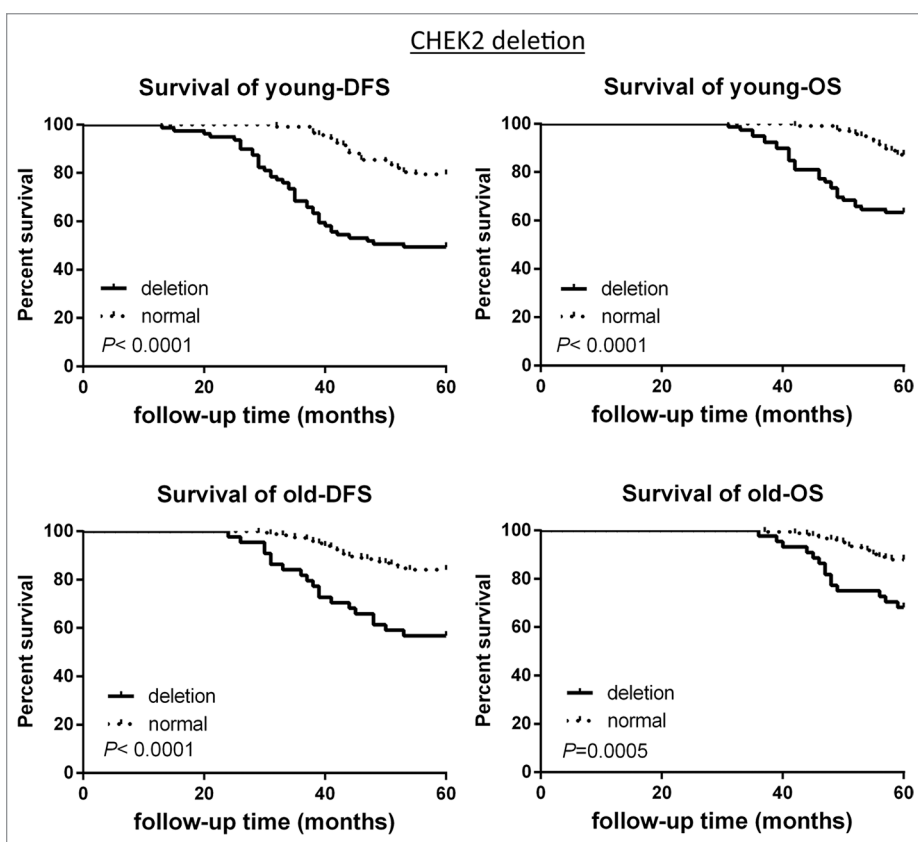 CHEK2 deletion
Survival of young-DFS
100
80
60
40
20
0
0 20 40 60
Percent survival
deletion
normal
P< 0.0001
follow-up time (months)
Survival of young-OS
100
80
60
40
20
0
0 20 40 60
Percent survival
deletion
normal
P< 0.0001
follow-up time (months)
Survival of old-DFS
100
80
60
40
20
0
0 20 40 60
Percent survival
deletion
normal
P< 0.0001
follow-up time (months)
Survival of old-OS
100
80
60
40
20
0
0 20 40 60
Percent survival
deletion
normal
P=0.0005
follow-up time (months)